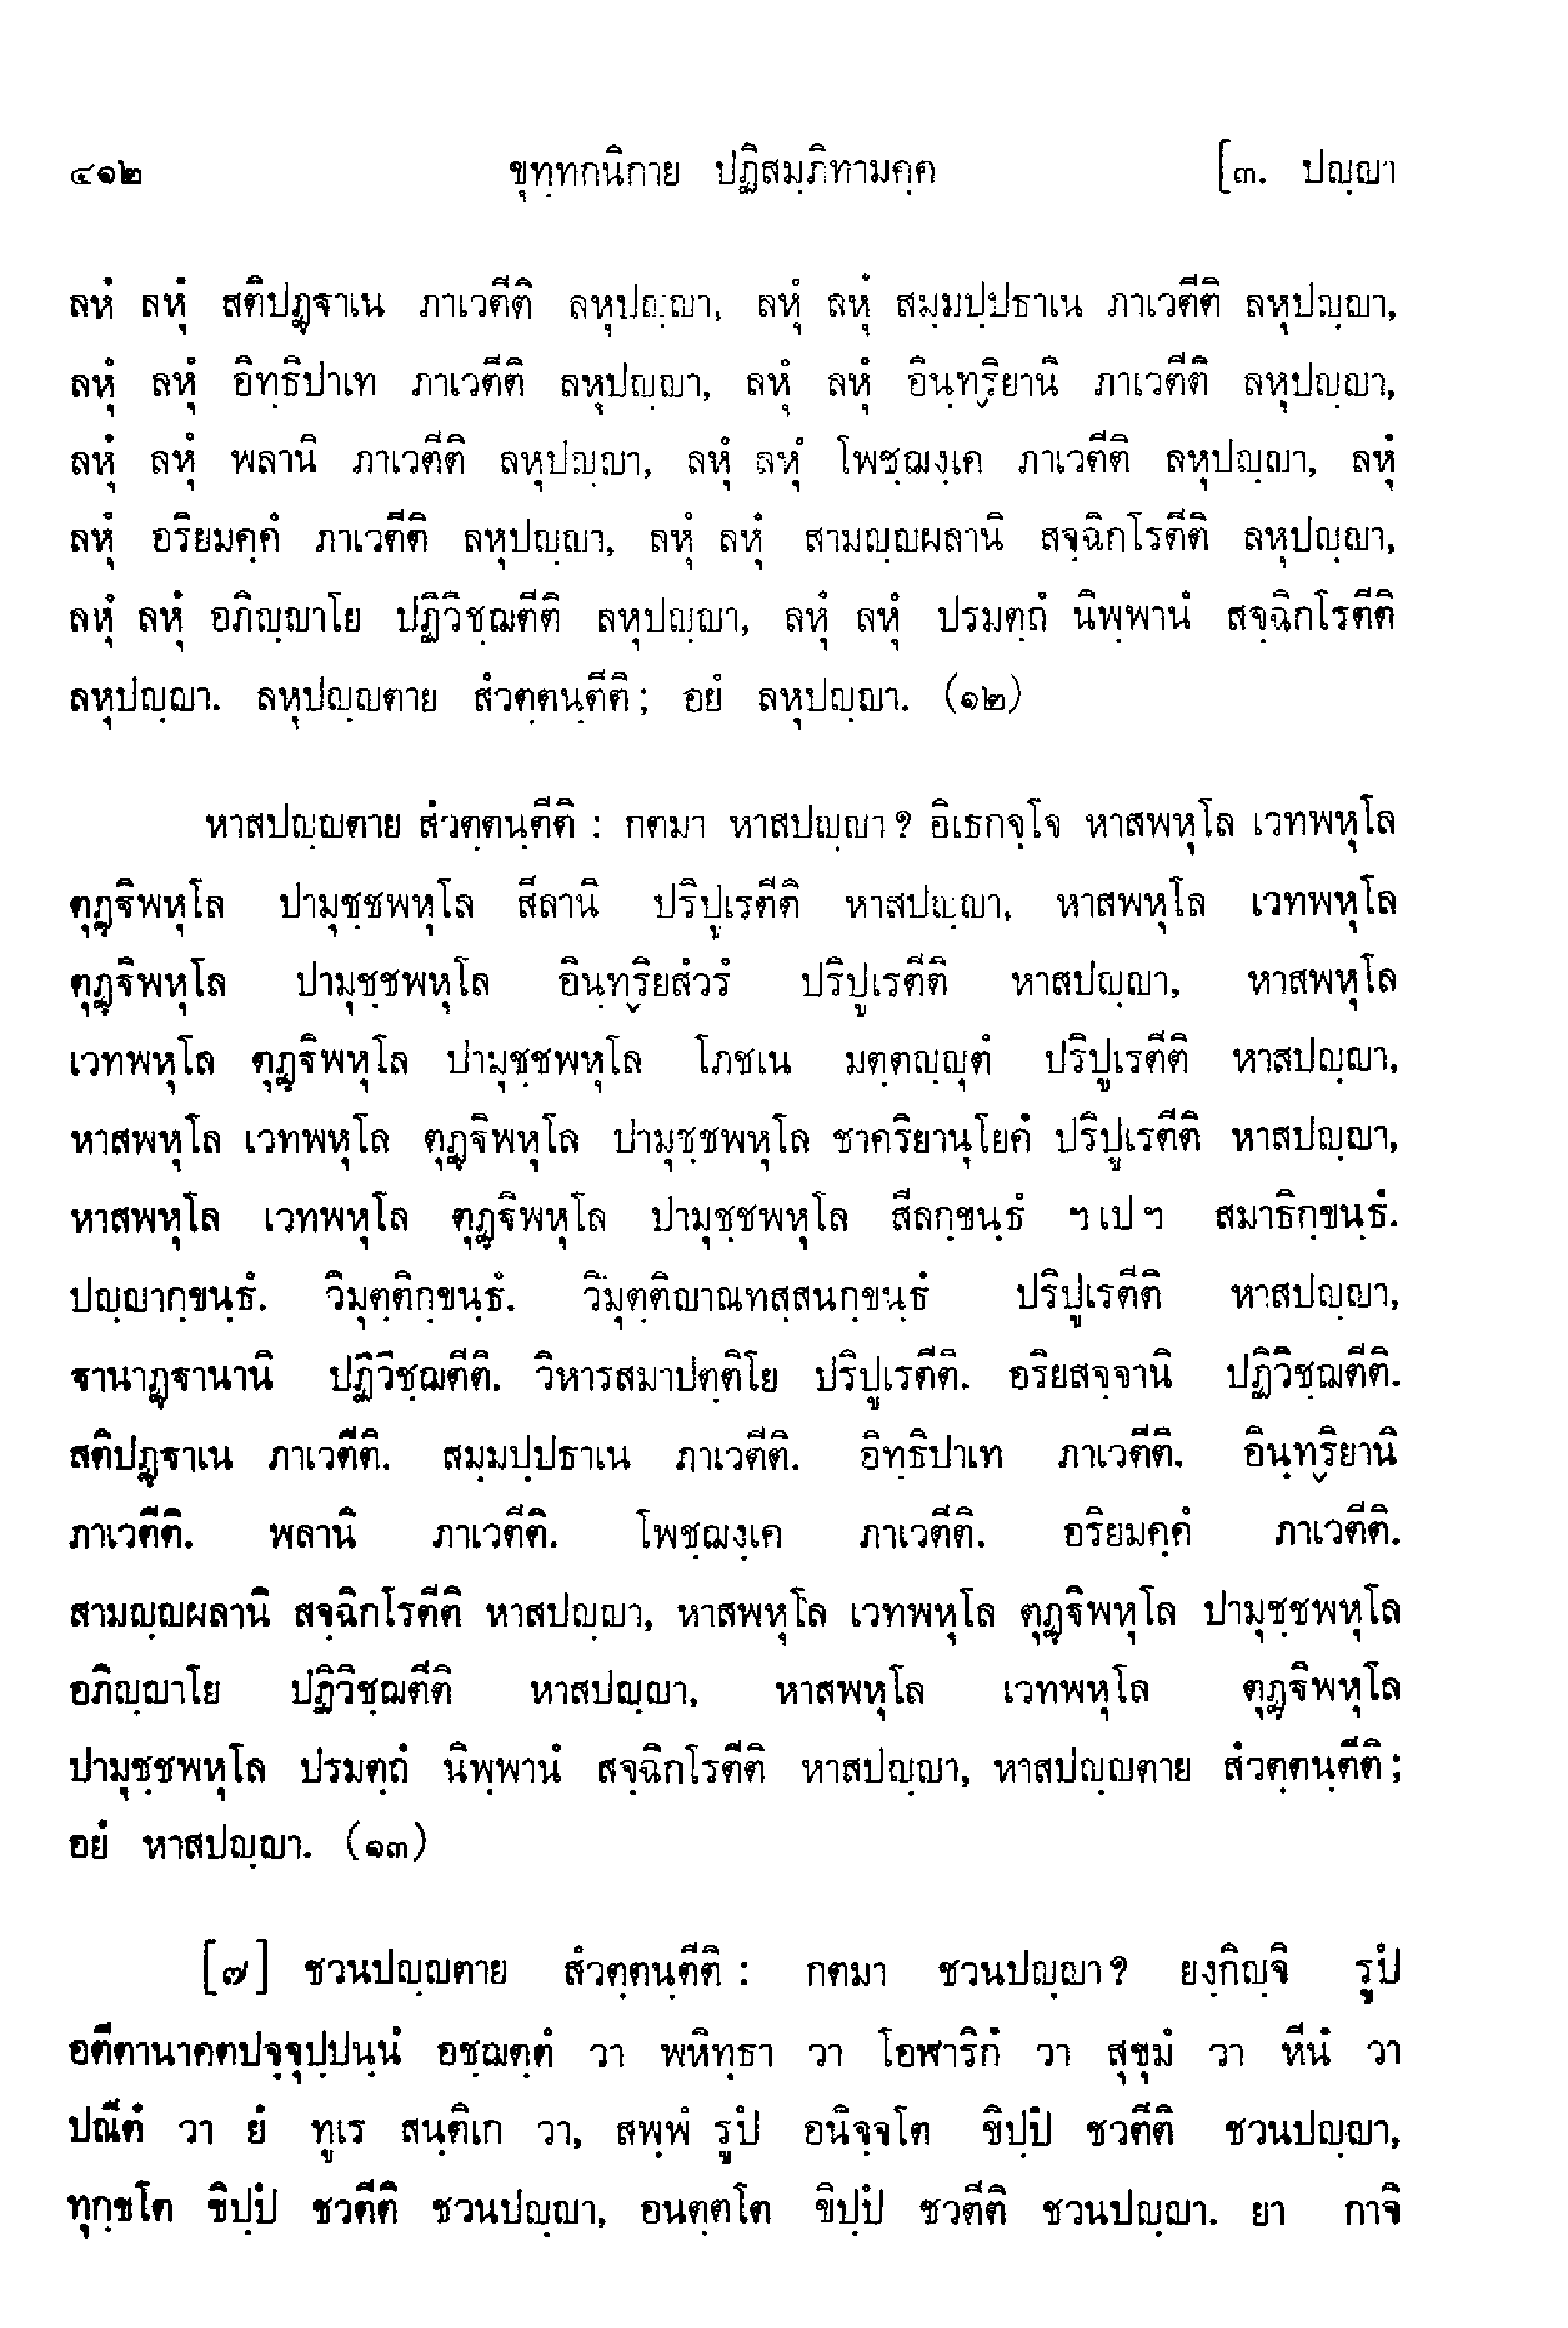 ๔๑๒ ขุทฺทกนิกาย ปฏิสมฺภิทามคฺค [๓. ปญฺญา
ลหํ ลหุํ สติปฏฺฐาเน ภาเวตีติ ลหุปญฺญา, ลหุํ ลหุํ สมฺมปฺปธาเน ภาเวตีติ ลหุปญฺญา,
ลหุํ ลหุํ อิทฺธิปาเท ภาเวตีติ ลหุปญฺญา, ลหุํ ลหุํ อินฺทฺริยานิ ภาเวตีติ ลหุปญฺญา,
ลหุํ ลหุํ พลานิ ภาเวตีติ ลหุปญฺญา, ลหุํ ลหุํ โพชฺฌงฺเค ภาเวตีติ ลหุปญฺญา, ลหุํ
ลหุํ อริยมคฺคํ ภาเวตีติ ลหุปญฺญา, ลหุํ ลหุํ สามญฺญผลานิ สจฺฉิกโรตีติ ลหุปญฺญา,
ลหุํ ลหุํ อภิญฺญาโย ปฏิวิชฺฌตีติ ลหุปญฺญา, ลหุํ ลหุํ ปรมตฺถํ นิพฺพานํ สจฺฉิกโรตีติ
ลหุปญฺญา. ลหุปญฺญตาย สํวตฺตนฺตีติ; อยํ ลหุปญฺญา. (๑๒)
หาสปญฺญตาย สํวตฺตนฺตีติ : กตมา หาสปญฺญา? อิเธกจฺโจ หาสพหุโล เวทพหุโล
ตุฏฺฐิพหุโล ปามุชฺชพหุโล สีลานิ ปริปูเรตีติ หาสปญฺญา, หาสพหุโล เวทพหุโล
ตุฏฺฐิพหุโล ปามุชฺชพหุโล อินฺทฺริยสํวรํ ปริปูเรตีติ หาสปญฺญา, หาสพหุโล
เวทพหุโล ตุฏฺฐิพหุโล ปามุชฺชพหุโล โภชเน มตฺตญฺญุตํ ปริปูเรตีติ หาสปญฺญา,
หาสพหุโล เวทพหุโล ตุฏฺฐิพหุโล ปามุชฺชพหุโล ชาคริยานุโยคํ ปริปูเรตีติ หาสปญฺญา,
หาสพหุโล เวทพหุโล ตุฏฺฐิพหุโล ปามุชฺชพหุโล สีลกฺขนฺธํ ฯ เป ฯ สมาธิกฺขนฺธํ.
ปญฺญากฺขนฺธํ. วิมุตฺติกฺขนฺธํ. วิมุตฺติญาณทสฺสนกฺขนฺธํ ปริปูเรตีติ หาสปญฺญา,
ฐานาฏฺฐานานิ ปฏิวิชฺฌตีติ. วิหารสมาปตฺติโย ปริปูเรตีติ. อริยสจฺจานิ ปฏิวิชฺฌตีติ.
สติปฏฺฐาเน ภาเวตีติ. สมฺมปฺปธาเน ภาเวตีติ. อิทฺธิปาเท ภาเวตีติ. อินฺทฺริยานิ
ภาเวตีติ. พลานิ ภาเวตีติ. โพชฺฌงฺเค ภาเวตีติ. อริยมคฺคํ ภาเวตีติ.
สามญฺญผลานิ สจฺฉิกโรตีติ หาสปญฺญา, หาสพหุโล เวทพหุโล ตุฏฺฐิพหุโล ปามุชฺชพหุโล
อภิญฺญาโย ปฏิวิชฺฌตีติ หาสปญฺญา, หาสพหุโล เวทพหุโล ตุฏฺฐิพหุโล
ปามุชฺชพหุโล ปรมตฺถํ นิพฺพานํ สจฺฉิกโรตีติ หาสปญฺญา, หาสปญฺญตาย สํวตฺตนฺตีติ;
อยํ หาสปญฺญา. (๑๓)
[๗] ชวนปญฺญตาย สํวตฺตนฺตีติ : กตมา ชวนปญฺญา? ยงฺกิญฺจิ รูปํ
อตีตานาคตปจฺจุปฺปนฺนํ อชฺฌตฺตํ วา พหิทฺธา วา โอฬาริกํ วา สุขุมํ วา หีนํ วา
ปณีตํ วา ยํ ทูเร สนฺติเก วา, สพฺพํ รูปํ อนิจฺจโต ขิปฺปํ ชวตีติ ชวนปญฺญา,
ทุกฺขโต ขิปฺปํ ชวตีติ ชวนปญฺญา, อนตฺตโต ขิปฺปํ ชวตีติ ชวนปญฺญา. ยา กาจิ